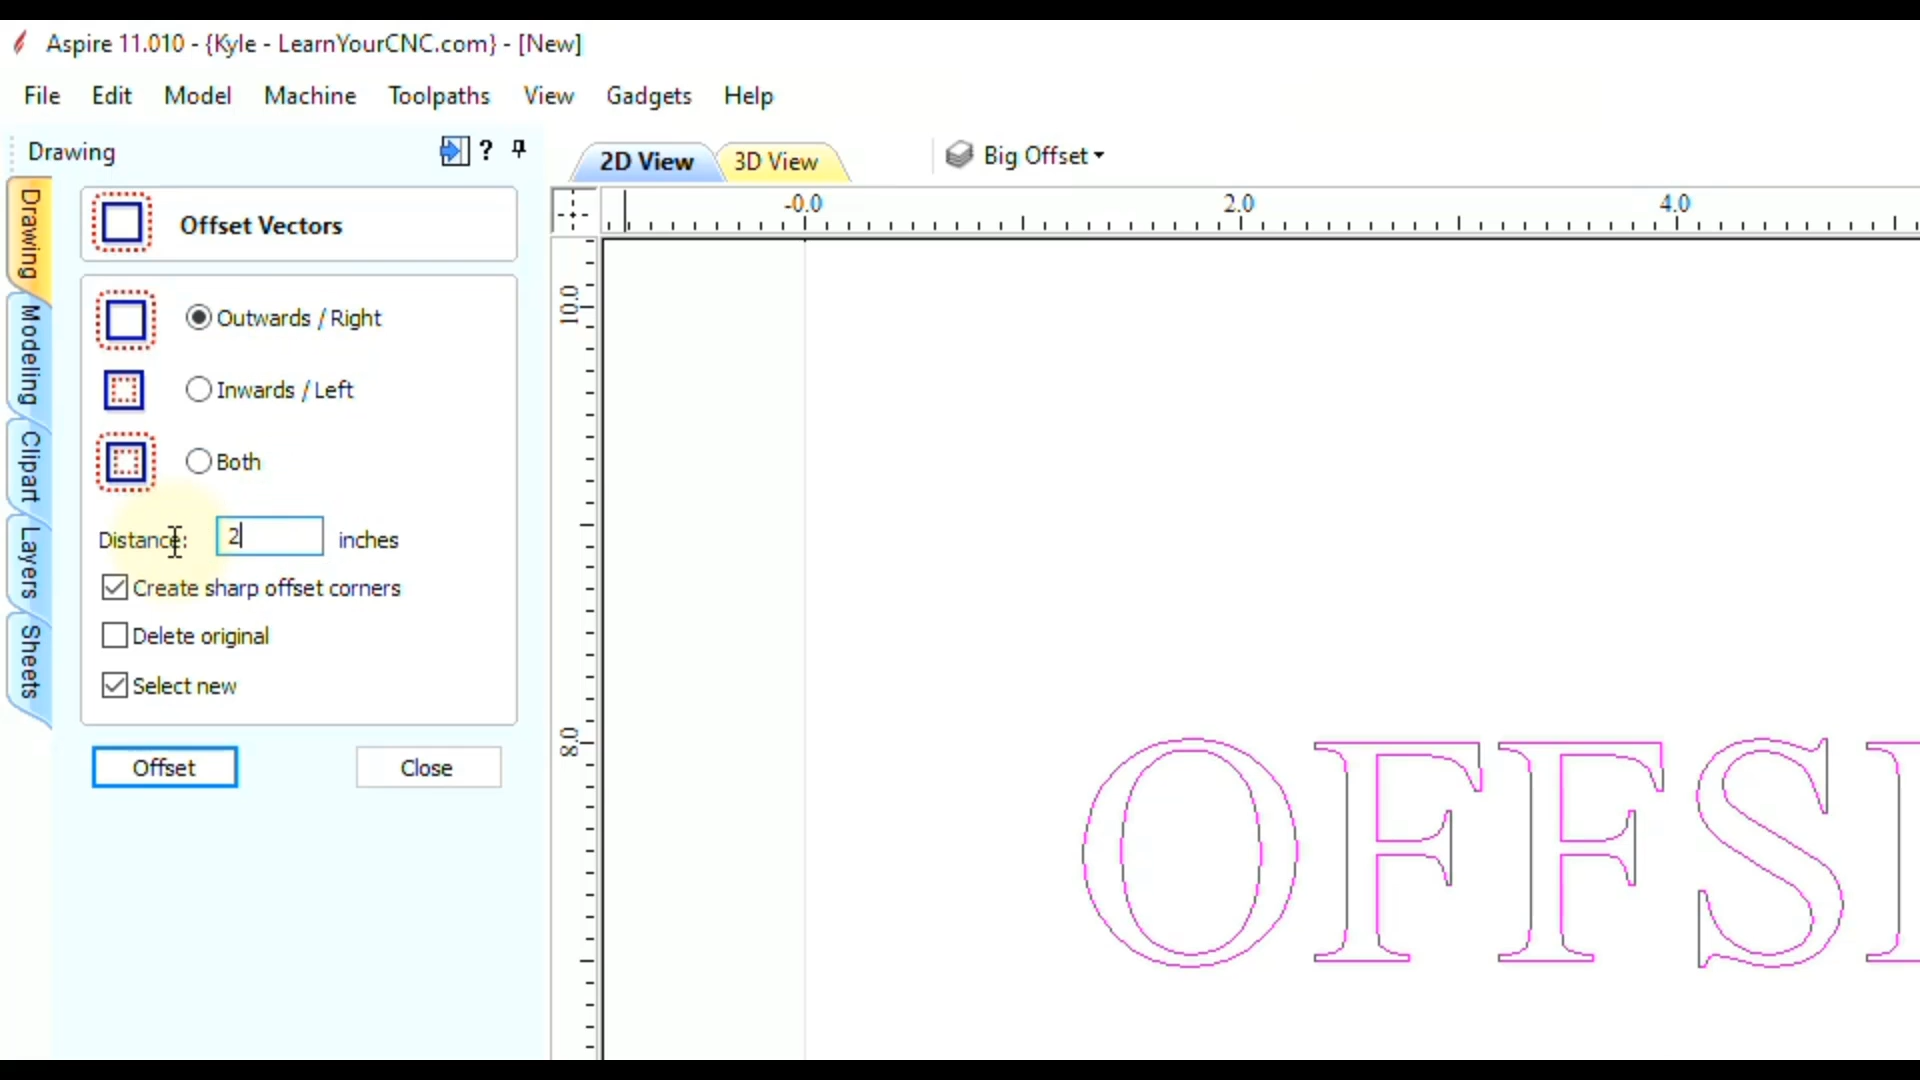 Aspire 11.010 - {Kyle - LearnYourCNC.com} - [New]
File Edit Model Machine Toolpaths View Gadgets Help
Drawing ?
2D View 3D View Big Offset
Drawing
Modeling
Clipart
Layers
Sheets
Offset Vectors
Outwards / Right
Inwards / Left
Both
Distance: 2 inches
Create sharp offset corners
Delete original
Select new
Offset Close
-0.0 2.0 4.0
10.0
8.0
OFFS